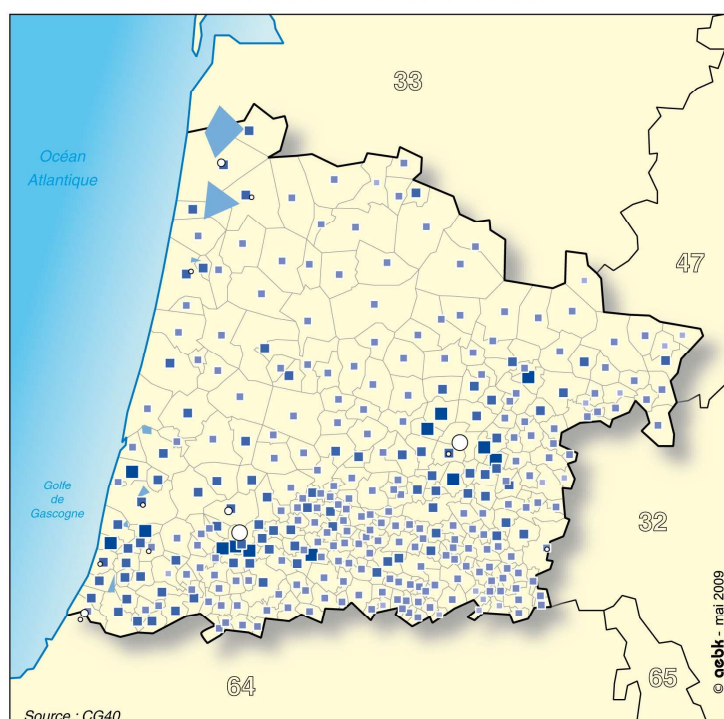 33
Océan
Atlantique
47
Golfe
de
Gascogne
32
© aebk - mai 2009
64
65
Source : CG40